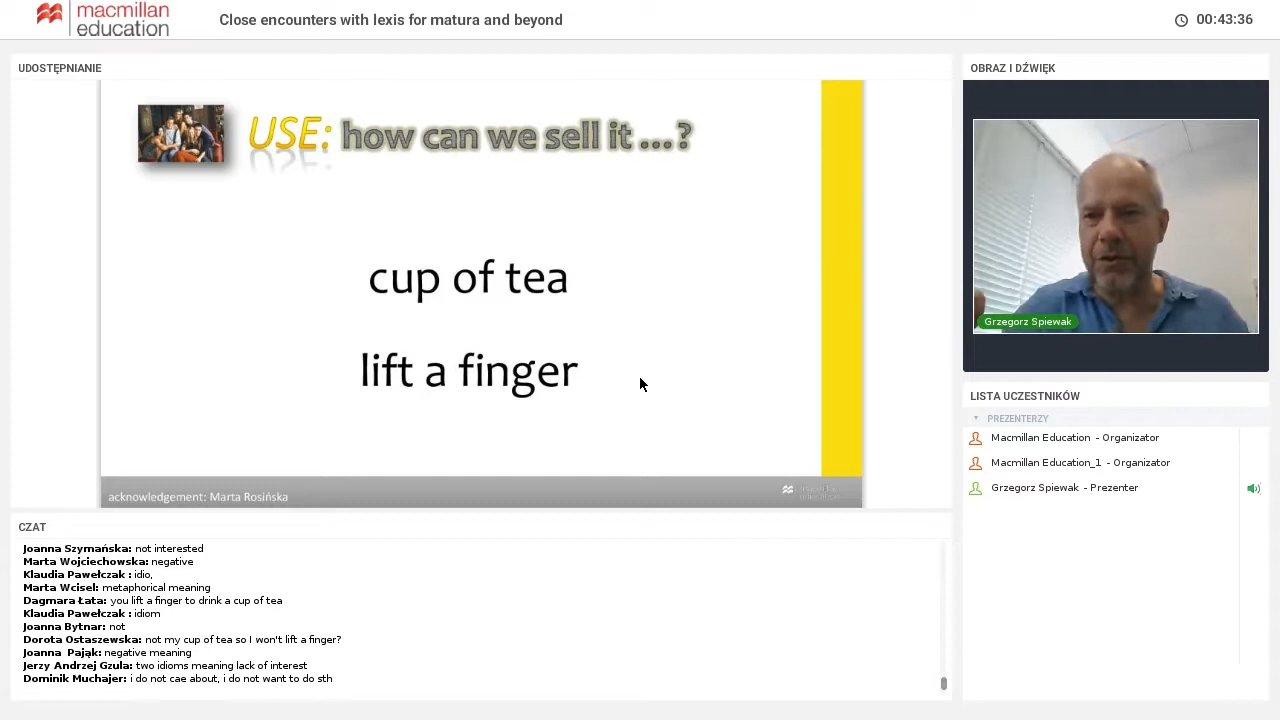 macmillan
education
Close encounters with lexis for matura and beyond
00:43:36
UDOSTĘPNIANIE
USE: how can we sell it ...?
cup of tea
lift a finger
acknowledgement: Marta Rosińska
CZAT
Joanna Szymańska: not interested
Marta Wojciechowska: negative
Klaudia Pawełczak : idio,
Marta Wcisel: metaphorical meaning
Dagmara Łata: you lift a finger to drink a cup of tea
Klaudia Pawełczak : idiom
Joanna Bytnar: not
Dorota Ostaszewska: not my cup of tea so I won't lift a finger?
Joanna Pająk: negative meaning
Jerzy Andrzej Gzula: two idioms meaning lack of interest
Dominik Muchajer: i do not cae about, i do not want to do sth
OBRAZ I DŹWIĘK
Grzegorz Spiewak
LISTA UCZESTNIKÓW
PREZENTERZY
Macmillan Education - Organizator
Macmillan Education_1 - Organizator
Grzegorz Spiewak - Prezenter